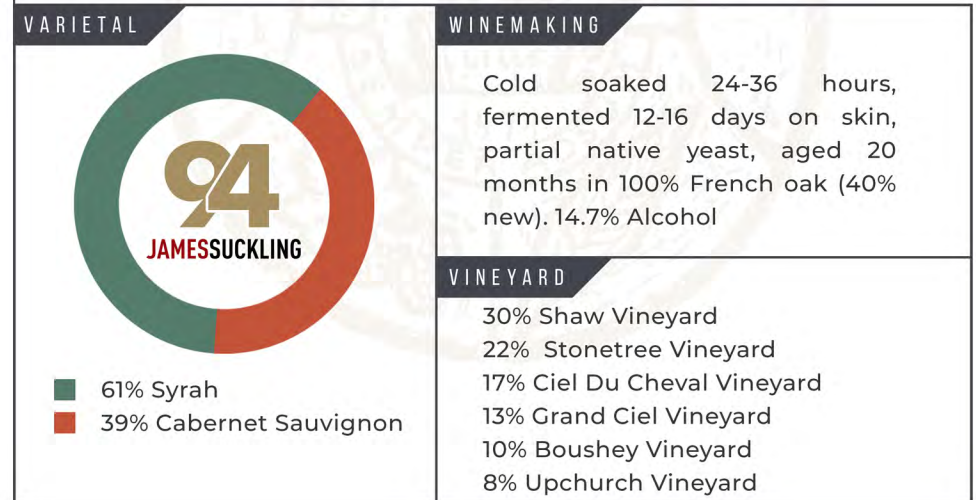 VARIETAL
94
JAMESSUCKLING
61% Syrah
39% Cabernet Sauvignon
WINEMAKING
Cold soaked 24-36 hours,
fermented 12-16 days on skin,
partial native yeast, aged 20
months in 100% French oak (40%
new). 14.7% Alcohol
VINEYARD
30% Shaw Vineyard
22% Stonetree Vineyard
17% Ciel Du Cheval Vineyard
13% Grand Ciel Vineyard
10% Boushey Vineyard
8% Upchurch Vineyard